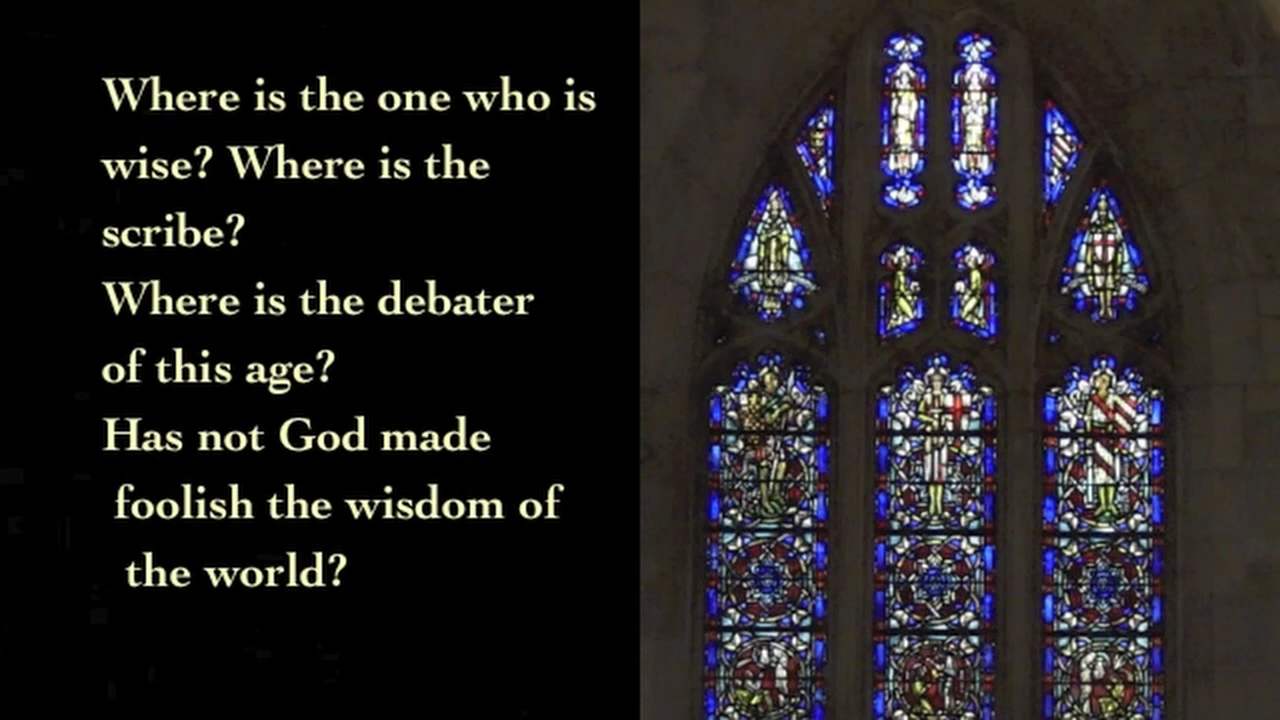 Where is the one who is
wise? Where is the
scribe?
Where is the debater
of this age?
Has not God made
foolish the wisdom of
the world?